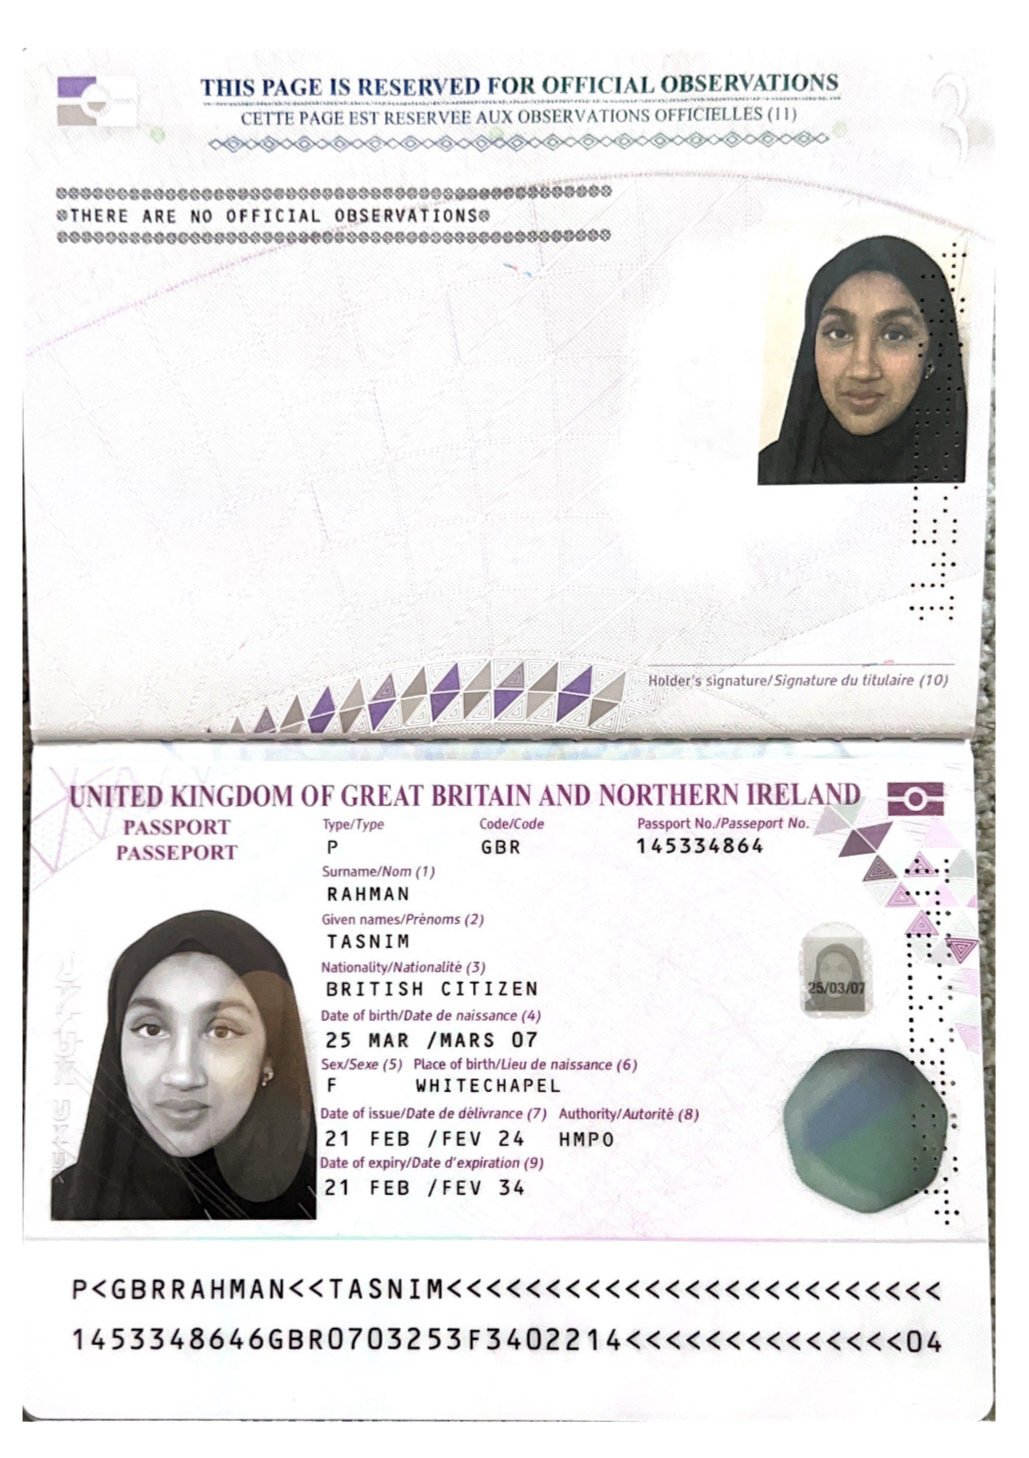 THIS PAGE IS RESERVED FOR OFFICIAL OBSERVATIONS
CETTE PAGE EST RESERVEE AUX OBSERVATIONS OFFICIELLES (11)
3
THERE ARE NO OFFICIAL OBSERVATIONS
Holder's signature/Signature du titulaire (10)
UNITED KINGDOM OF GREAT BRITAIN AND NORTHERN IRELAND
PASSPORT
PASSEPORT
Type/Type Code/Code Passport No./Passeport No.
P GBR 145334864
Surname/Nom (1)
RAHMAN
Given names/Prénoms (2)
TASNIM
Nationality/Nationalité (3)
BRITISH CITIZEN
Date of birth/Date de naissance (4)
25 MAR /MARS 07
25/03/07
Sex/Sexe (5) Place of birth/Lieu de naissance (6)
F WHITECHAPEL
Date of issue/Date de délivrance (7) Authority/Autorité (8)
21 FEB /FEV 24 HMPO
Date of expiry/Date d'expiration (9)
21 FEB /FEV 34
P<GBRRAHMAN<<TASNIM<<<<<<<<<<<<<<<<<<<<<<<<<
1453348646GBR0703253F3402214<<<<<<<<<<<<<<04